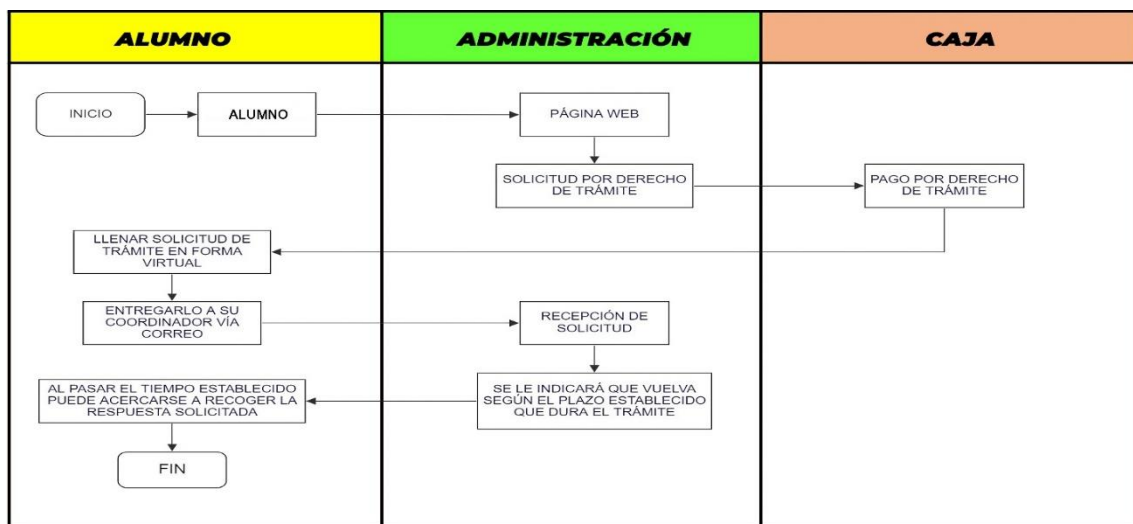 ALUMNO
ADMINISTRACIÓN
CAJA
INICIO
ALUMNO
PÁGINA WEB
SOLICITUD POR DERECHO
DE TRÁMITE
PAGO POR DERECHO
DE TRÁMITE
LLENAR SOLICITUD DE
TRÁMITE EN FORMA
VIRTUAL
ENTREGARLO A SU
COORDINADOR VÍA
CORREO
RECEPCIÓN DE
SOLICITUD
SE LE INDICARÁ QUE VUELVA
SEGÚN EL PLAZO ESTABLECIDO
QUE DURA EL TRÁMITE
AL PASAR EL TIEMPO ESTABLECIDO
PUEDE ACERCARSE A RECOGER LA
RESPUESTA SOLICITADA
FIN